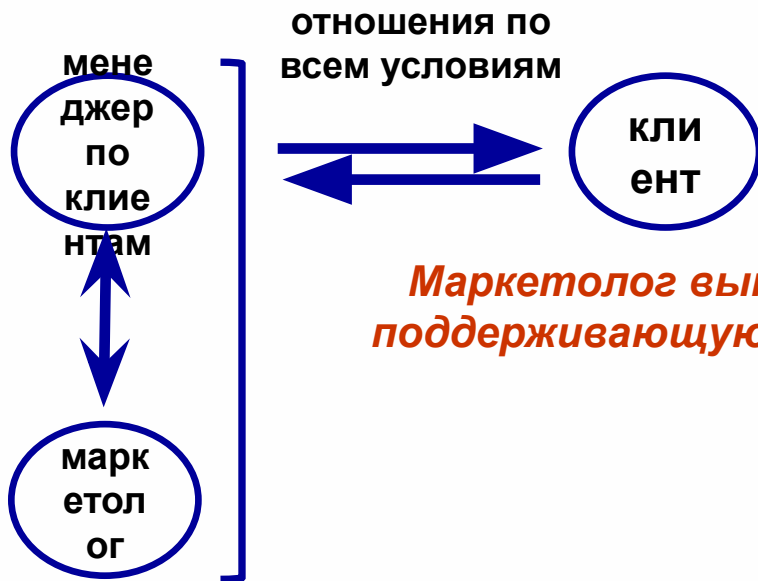 отношения по
всем условиям
мене
джер
по
клие
нтам
кли
ент
Маркетолог вы
поддерживающую
марк
етол
ог